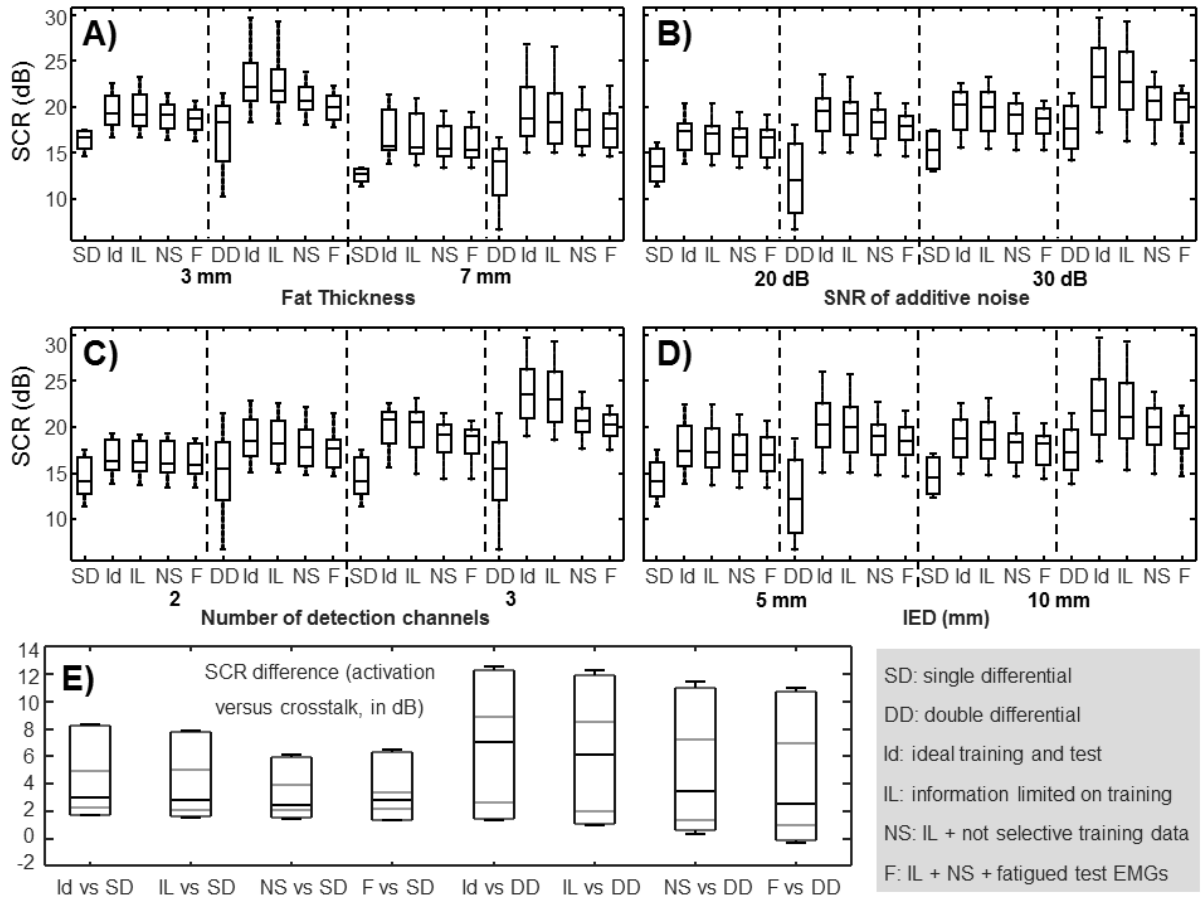 A)
B)
SCR (dB)
30
25
20
15
10
SD Id IL NS F DD Id IL NS F SD Id IL NS F DD Id IL NS F
3 mm 7 mm
Fat Thickness
SD Id IL NS F DD Id IL NS F SD Id IL NS F DD Id IL NS F
20 dB 30 dB
SNR of additive noise
C)
D)
SCR (dB)
30
25
20
15
10
SD Id IL NS F DD Id IL NS F SD Id IL NS F DD Id IL NS F
2 3
Number of detection channels
SD Id IL NS F DD Id IL NS F SD Id IL NS F DD Id IL NS F
5 mm 10 mm
IED (mm)
E)
SCR difference (activation
versus crosstalk, in dB)
14
12
10
8
6
4
2
0
-2
Id vs SD IL vs SD NS vs SD F vs SD Id vs DD IL vs DD NS vs DD F vs DD
SD: single differential
DD: double differential
Id: ideal training and test
IL: information limited on training
NS: IL + not selective training data
F: IL + NS + fatigued test EMGs